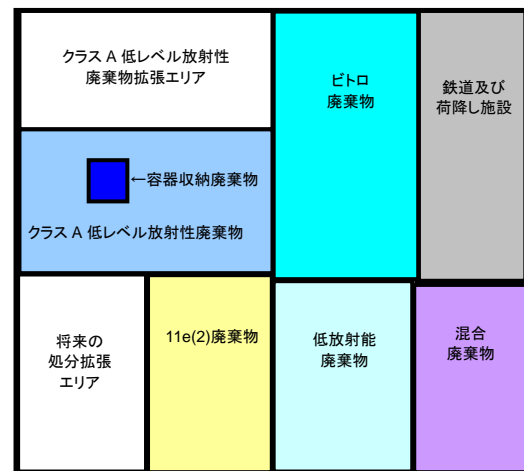 クラス A 低レベル放射性
廃棄物拡張エリア
ビトロ
廃棄物
鉄道及び
荷降し施設
←容器収納廃棄物
クラス A 低レベル放射性廃棄物
将来の
処分拡張
エリア
11e(2)廃棄物
低放射能
廃棄物
混合
廃棄物